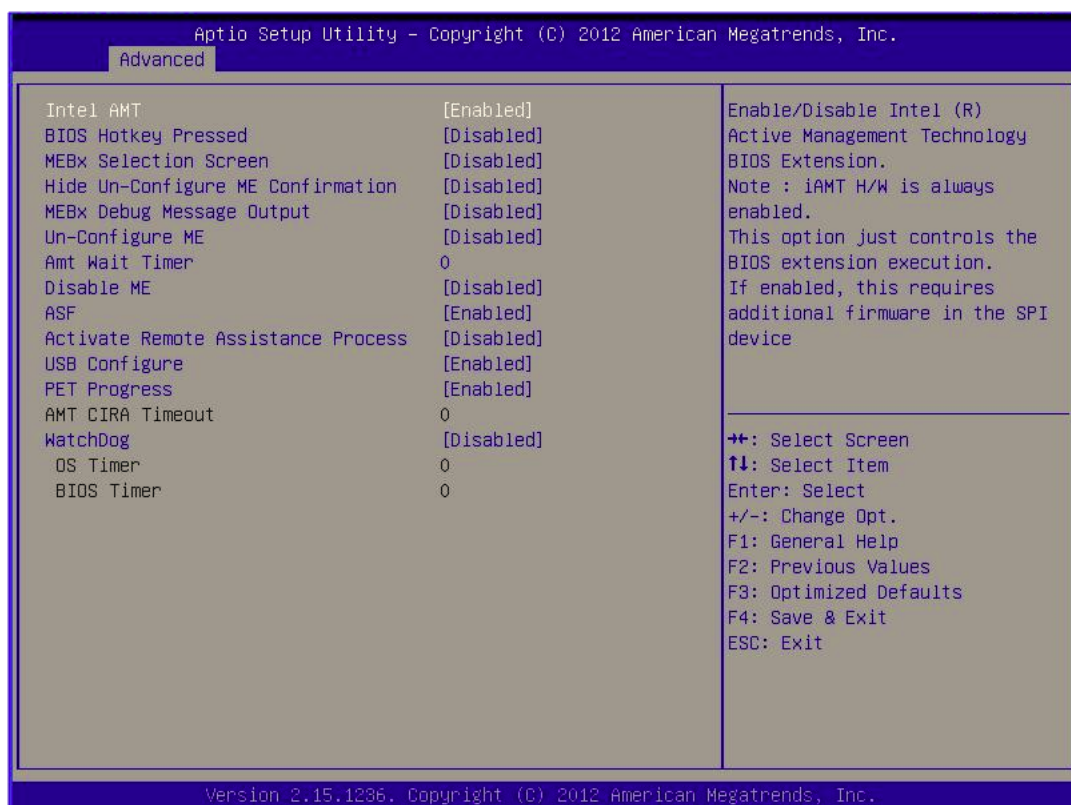 Aptio Setup Utility – Copyright (C) 2012 American Megatrends, Inc.
Advanced
Intel AMT [Enabled]
BIOS Hotkey Pressed [Disabled]
MEBx Selection Screen [Disabled]
Hide Un-Configure ME Confirmation [Disabled]
MEBx Debug Message Output [Disabled]
Un-Configure ME [Disabled]
Amt Wait Timer 0
Disable ME [Disabled]
ASF [Enabled]
Activate Remote Assistance Process [Disabled]
USB Configure [Enabled]
PET Progress [Enabled]
AMT CIRA Timeout 0
WatchDog [Disabled]
OS Timer 0
BIOS Timer 0
Enable/Disable Intel (R)
Active Management Technology
BIOS Extension.
Note : iAMT H/W is always
enabled.
This option just controls the
BIOS extension execution.
If enabled, this requires
additional firmware in the SPI
device
→←: Select Screen
↑↓: Select Item
Enter: Select
+/-: Change Opt.
F1: General Help
F2: Previous Values
F3: Optimized Defaults
F4: Save & Exit
ESC: Exit
Version 2.15.1236. Copyright (C) 2012 American Megatrends, Inc.